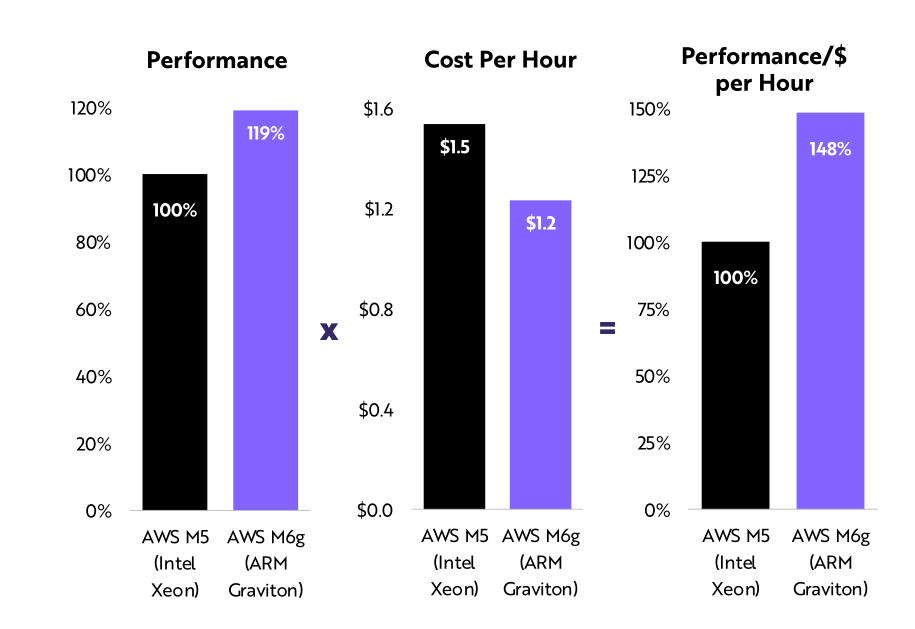 Performance
120%
100%
80%
60%
40%
20%
0%
100%
119%
AWS M5
(Intel
Xeon)
AWS M6g
(ARM
Graviton)
x
Cost Per Hour
$1.6
$1.2
$0.8
$0.4
$0.0
$1.5
$1.2
AWS M5
(Intel
Xeon)
AWS M6g
(ARM
Graviton)
=
Performance/$
per Hour
150%
125%
100%
75%
50%
25%
0%
100%
148%
AWS M5
(Intel
Xeon)
AWS M6g
(ARM
Graviton)